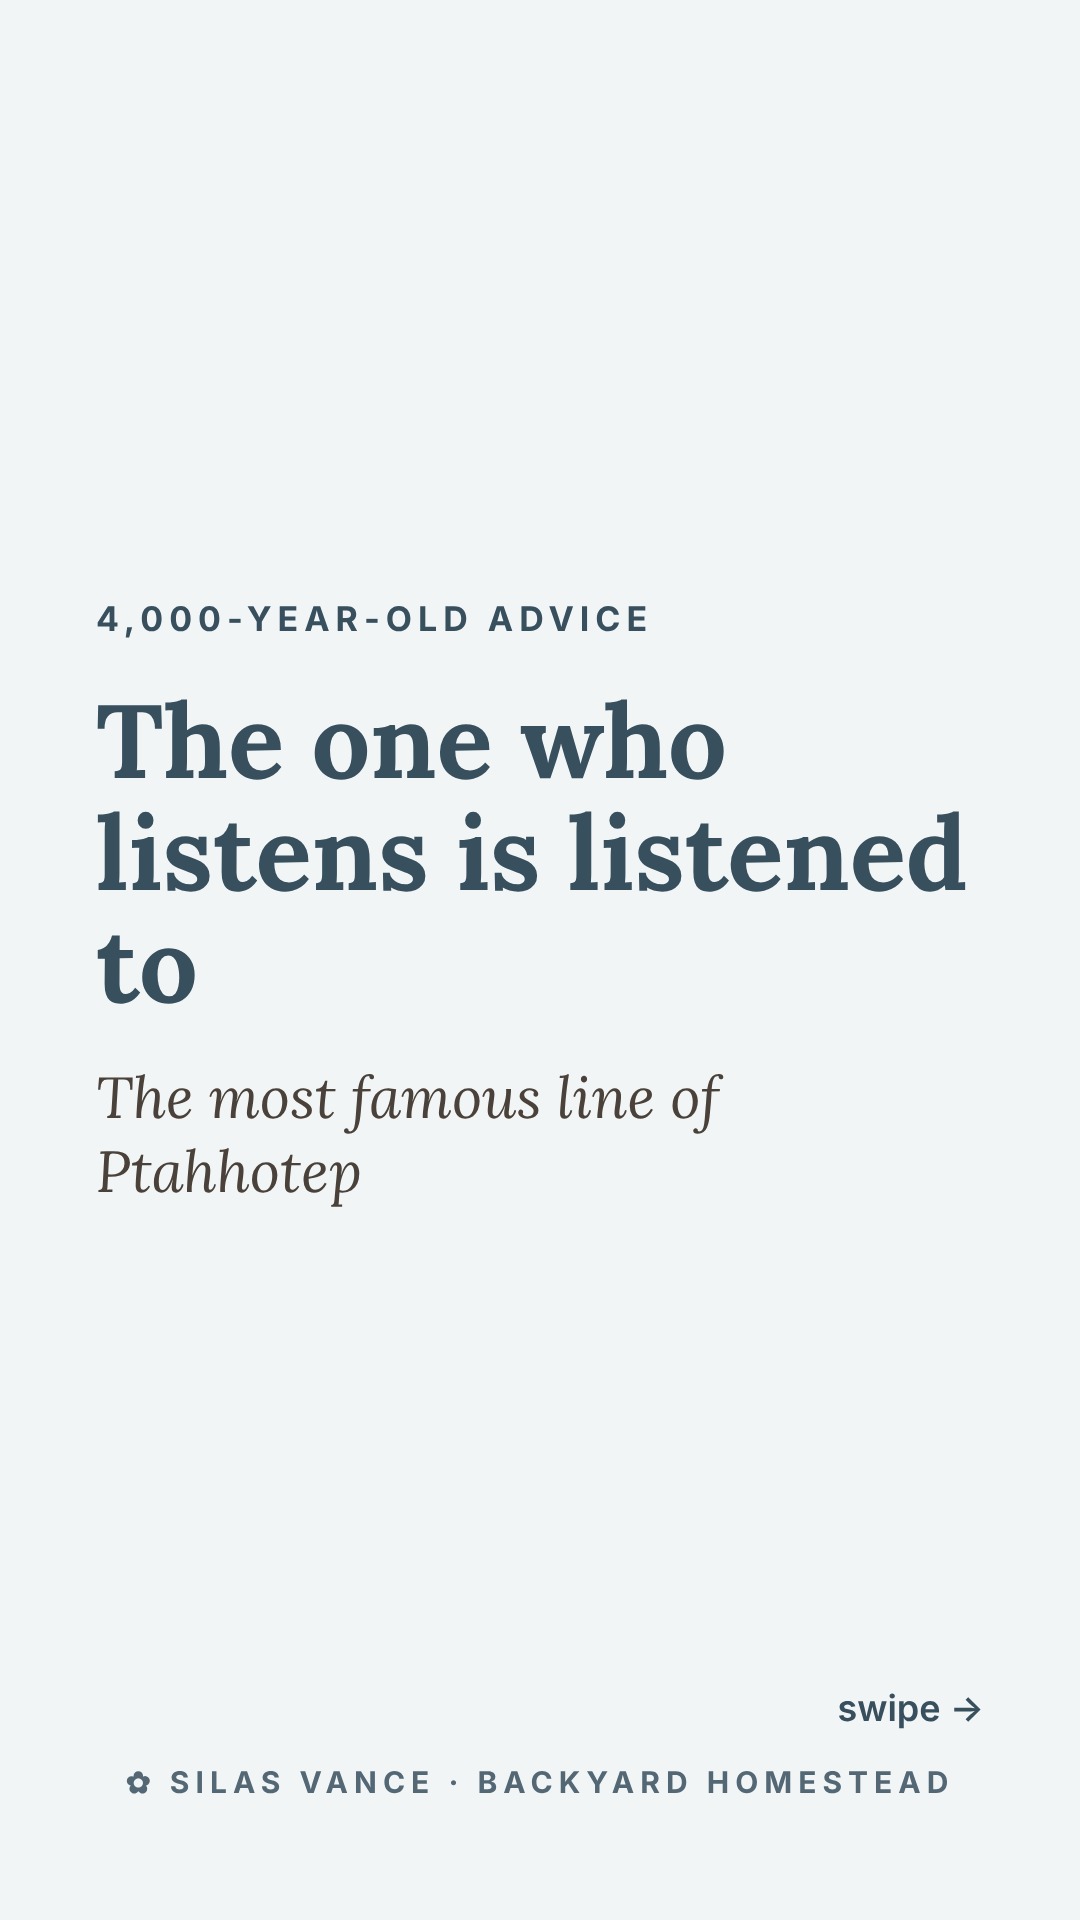 4,000-YEAR-OLD ADVICE
The one who
listens is listened
to
The most famous line of
Ptahhotep
swipe →
✿ SILAS VANCE · BACKYARD HOMESTEAD